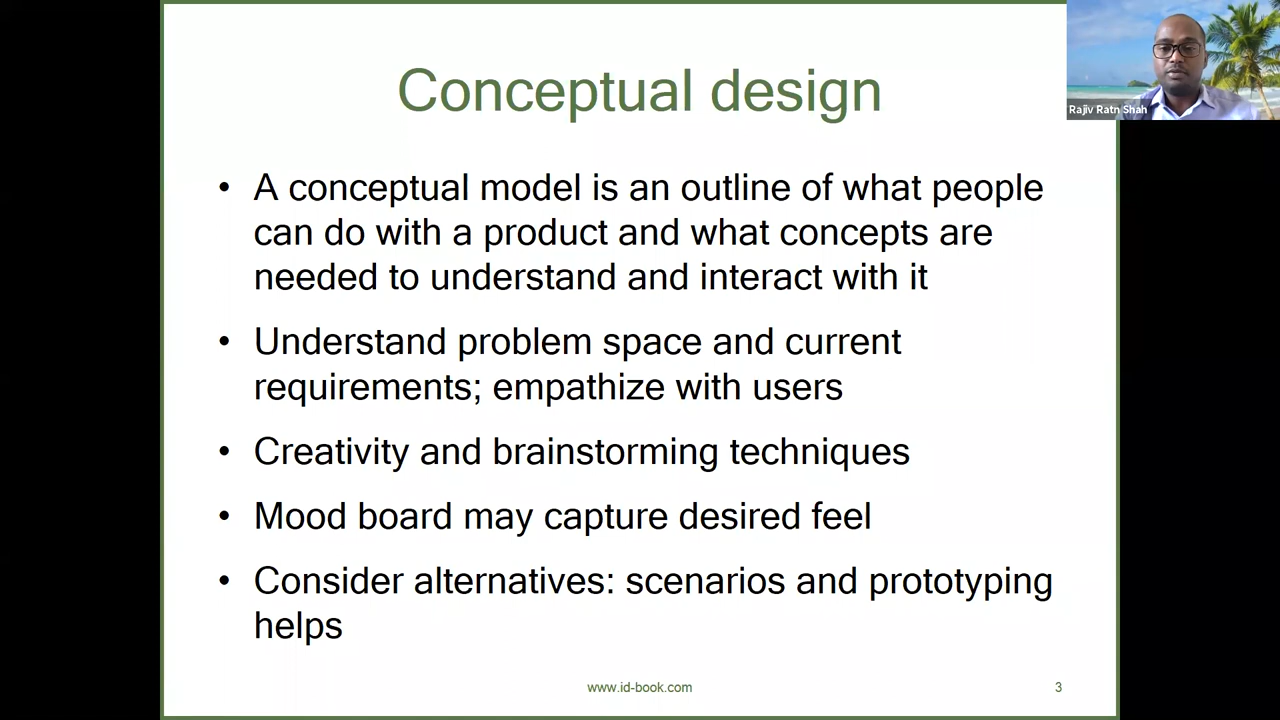 Conceptual design
Rajiv Ratn Shah
• A conceptual model is an outline of what people
can do with a product and what concepts are
needed to understand and interact with it
• Understand problem space and current
requirements; empathize with users
• Creativity and brainstorming techniques
• Mood board may capture desired feel
• Consider alternatives: scenarios and prototyping
helps
www.id-book.com
3